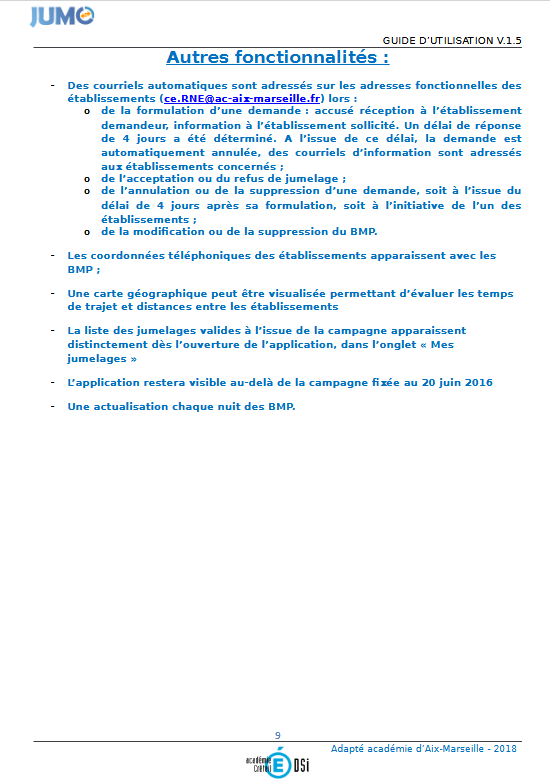 JUMO
GUIDE D’UTILISATION V.1.5
Autres fonctionnalités :
- Des courriels automatiques sont adressés sur les adresses fonctionnelles des
établissements (ce.RNE@ac-aix-marseille.fr) lors :
o de la formulation d’une demande : accusé réception à l’établissement
demandeur, information à l’établissement sollicité. Un délai de réponse
de 4 jours a été déterminé. A l’issue de ce délai, la demande est
automatiquement annulée, des courriels d’information sont adressés
aux établissements concernés ;
o de l’acceptation ou du refus de jumelage ;
o de l’annulation ou de la suppression d’une demande, soit à l’issue du
délai de 4 jours après sa formulation, soit à l’initiative de l’un des
établissements ;
o de la modification ou de la suppression du BMP.
- Les coordonnées téléphoniques des établissements apparaissent avec les
BMP ;
- Une carte géographique peut être visualisée permettant d’évaluer les temps
de trajet et distances entre les établissements
- La liste des jumelages valides à l’issue de la campagne apparaissent
distinctement dès l’ouverture de l’application, dans l’onglet « Mes
jumelages »
- L’application restera visible au-delà de la campagne fixée au 20 juin 2016
- Une actualisation chaque nuit des BMP.
9
Adapté académie d’Aix-Marseille - 2018
académie
Créteil
DSi